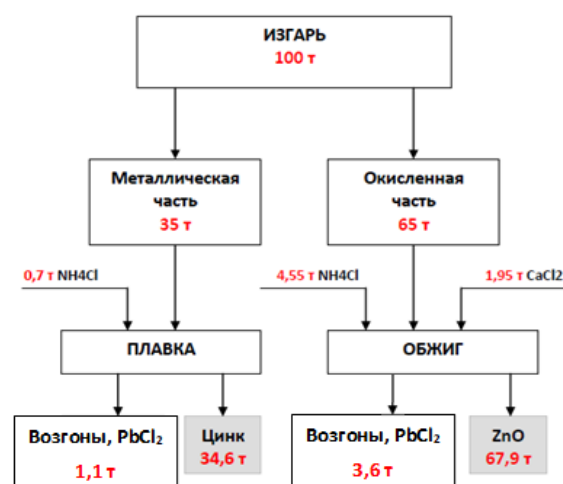 ИЗГАРЬ
100 т
Металлическая
часть
35 т
Окисленная
часть
65 т
0,7 т NH4Cl
4,55 т NH4Cl
1,95 т CaCl2
ПЛАВКА
ОБЖИГ
Возгоны, PbCl₂
1,1 т
Цинк
34,6 т
Возгоны, PbCl₂
3,6 т
ZnO
67,9 т